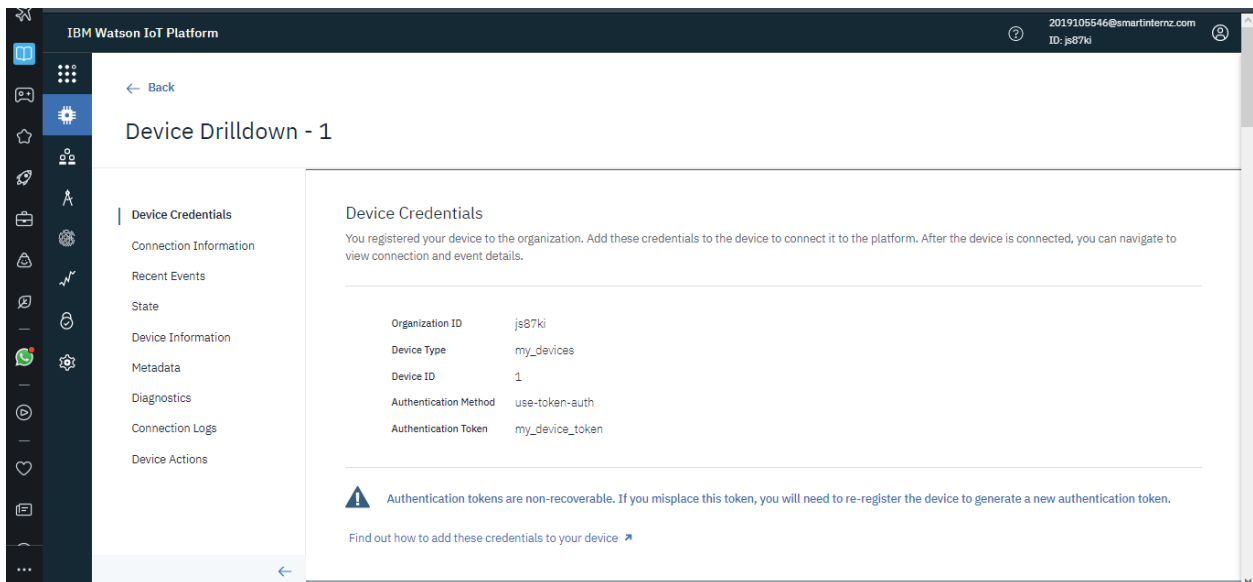 IBM Watson IoT Platform
2019105546@smartinternz.com
ID: js87ki
← Back
Device Drilldown - 1
Device Credentials
Connection Information
Recent Events
State
Device Information
Metadata
Diagnostics
Connection Logs
Device Actions
Device Credentials
You registered your device to the organization. Add these credentials to the device to connect it to the platform. After the device is connected, you can navigate to
view connection and event details.
Organization ID js87ki
Device Type my_devices
Device ID 1
Authentication Method use-token-auth
Authentication Token my_device_token
Authentication tokens are non-recoverable. If you misplace this token, you will need to re-register the device to generate a new authentication token.
Find out how to add these credentials to your device